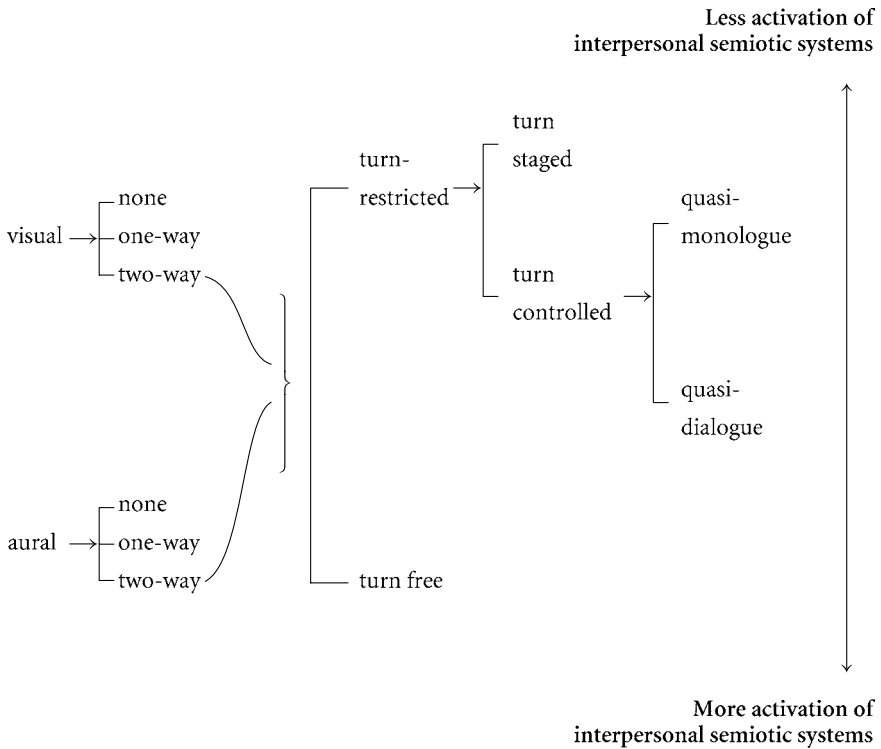 Less activation of
interpersonal semiotic systems
turn
staged
turn-
restricted
none
visual
one-way
two-way
quasi-
monologue
turn
controlled
quasi-
dialogue
none
aural
one-way
two-way
turn free
More activation of
interpersonal semiotic systems